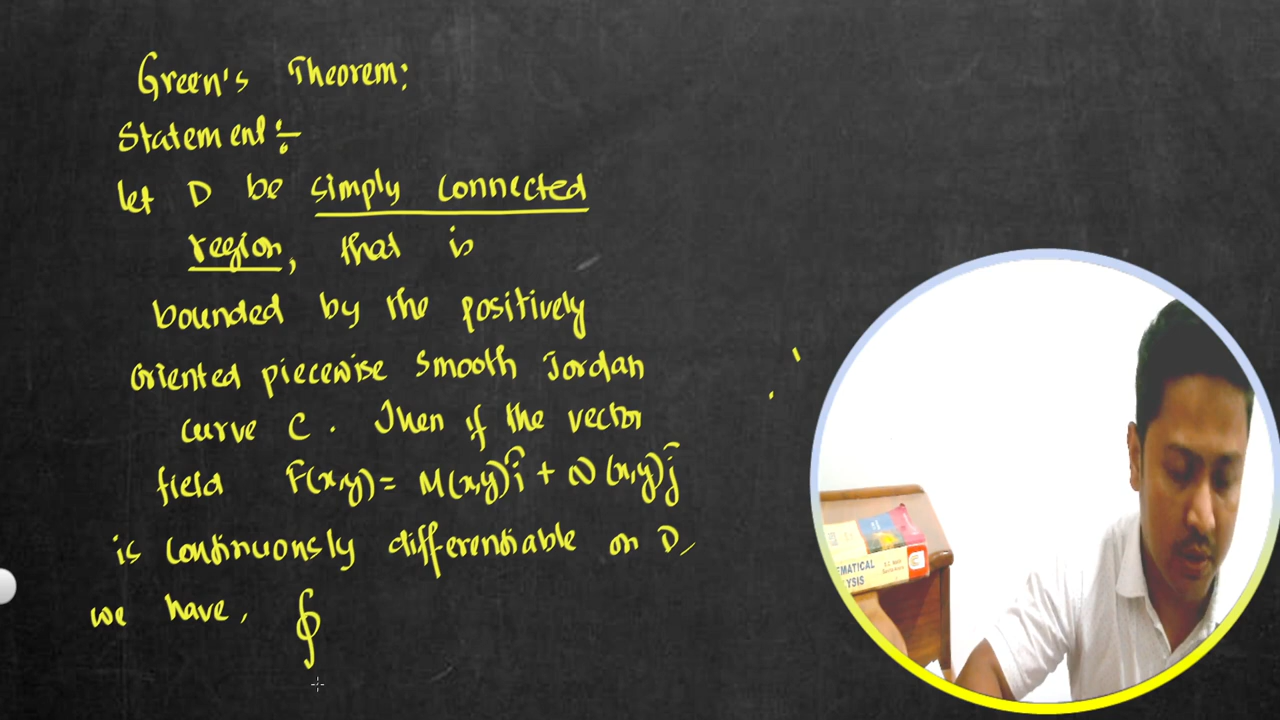 Green's Theorem:
Statement:-
let D be simply connected
region, that is
bounded by the positively
oriented piecewise smooth Jordan
curve C. Then if the vector
field F(x,y) = M(x,y)î + N(x,y)ĵ
is continuously differentiable on D,
we have, ∮